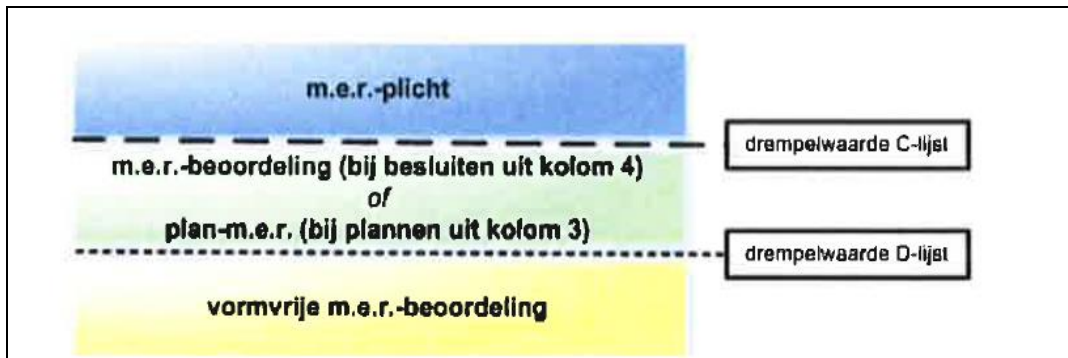 m.e.r.-plicht
drempelwaarde C-lijst
m.e.r.-beoordeling (bij besluiten uit kolom 4)
of
plan-m.e.r. (bij plannen uit kolom 3)
drempelwaarde D-lijst
vormvrije m.e.r.-beoordeling